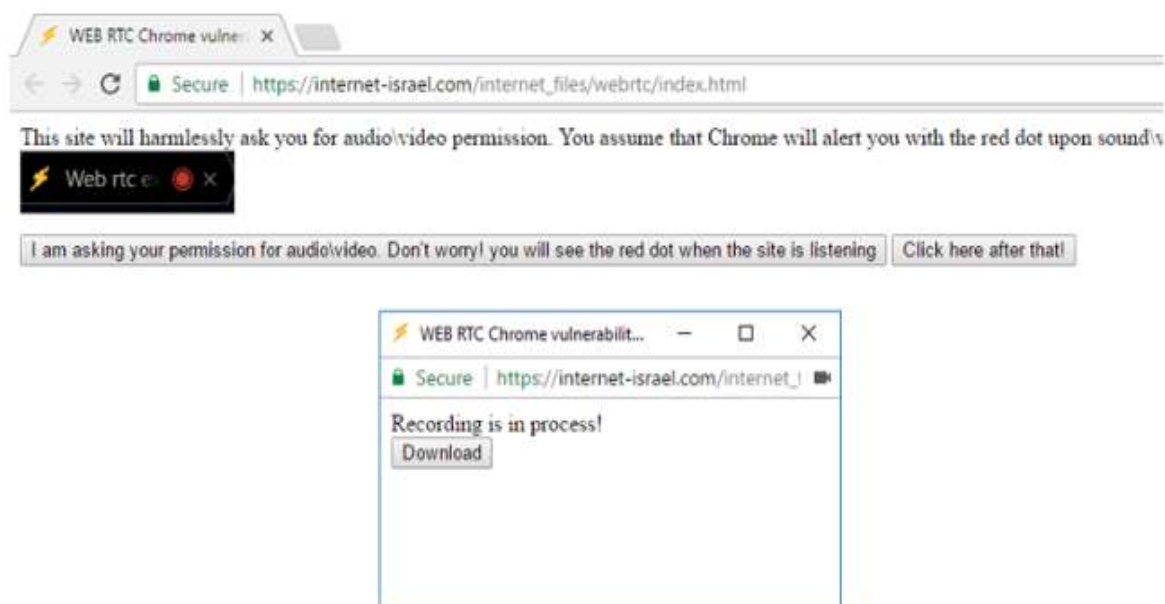 WEB RTC Chrome vulner
Secure | https://internet-israel.com/internet_files/webrtc/index.html
This site will harmlessly ask you for audio\video permission. You assume that Chrome will alert you with the red dot upon sound\v
Web rtc e
I am asking your permission for audio\video. Don't worry! you will see the red dot when the site is listening
Click here after that!
WEB RTC Chrome vulnerabilit...
Secure | https://internet-israel.com/internet_
Recording is in process!
Download